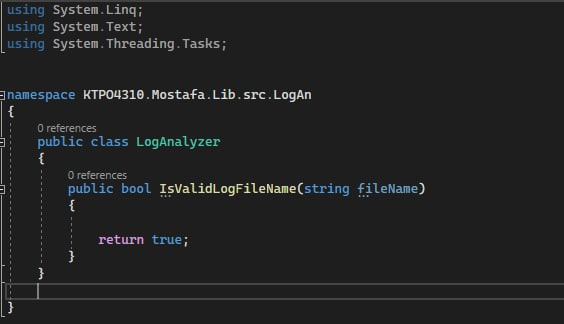 using System.Linq;
using System.Text;
using System.Threading.Tasks;
namespace KTPO4310.Mostafa.Lib.src.LogAn
{
0 references
public class LogAnalyzer
{
0 references
public bool IsValidLogFileName(string fileName)
{
return true;
}
}
}